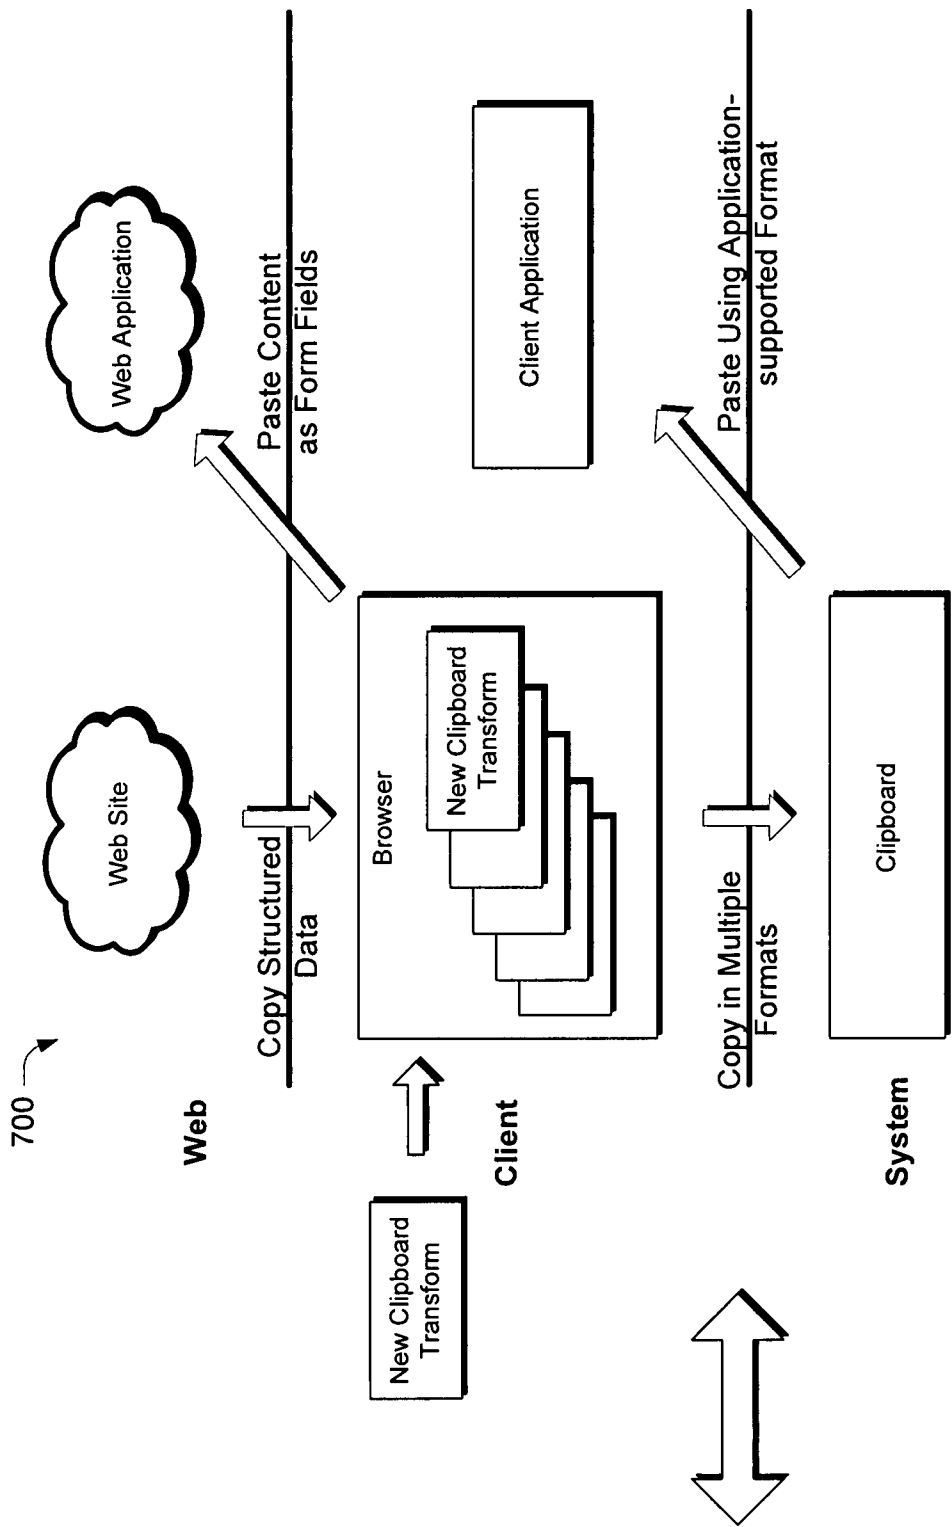 700
Web
Web Site
Web Application
Copy Structured
Data
Paste Content
as Form Fields
New Clipboard
Transform
Client
Browser
New Clipboard
Transform
Client Application
Copy in Multiple
Formats
Paste Using Application-
supported Format
System
Clipboard